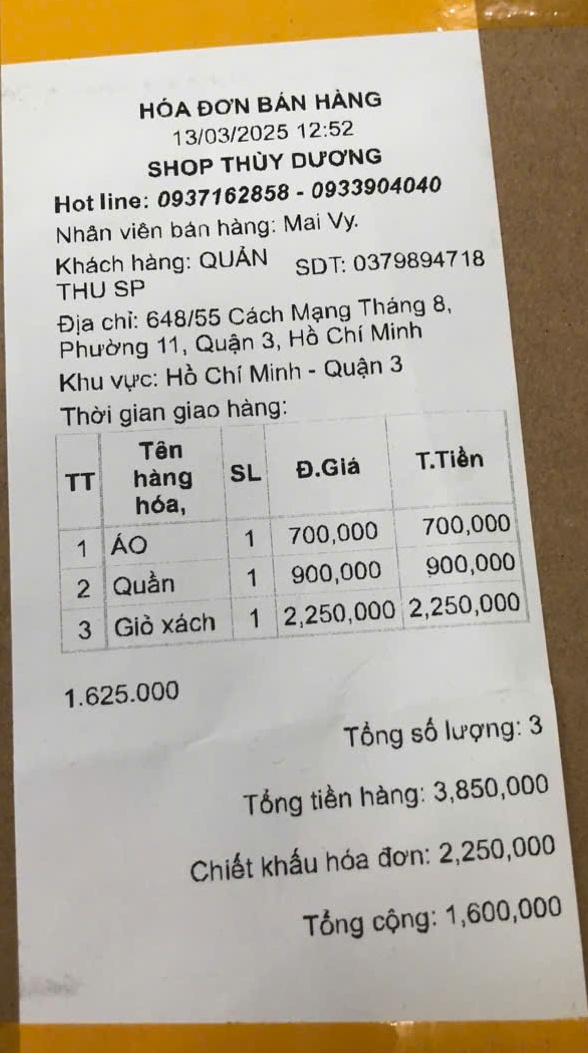 HÓA ĐƠN BÁN HÀNG
13/03/2025 12:52
SHOP THÙY DƯƠNG
Hot line: 0937162858 - 0933904040
Nhân viên bán hàng: Mai Vy.
Khách hàng: QUẢN THU SP SDT: 0379894718
Địa chỉ: 648/55 Cách Mạng Tháng 8,
Phường 11, Quận 3, Hồ Chí Minh
Khu vực: Hồ Chí Minh - Quận 3
Thời gian giao hàng:
TT Tên hàng hóa, SL Đ.Giá T.Tiền
1 ÁO 1 700,000 700,000
2 Quần 1 900,000 900,000
3 Giỏ xách 1 2,250,000 2,250,000
1.625.000
Tổng số lượng: 3
Tổng tiền hàng: 3,850,000
Chiết khấu hóa đơn: 2,250,000
Tổng cộng: 1,600,000